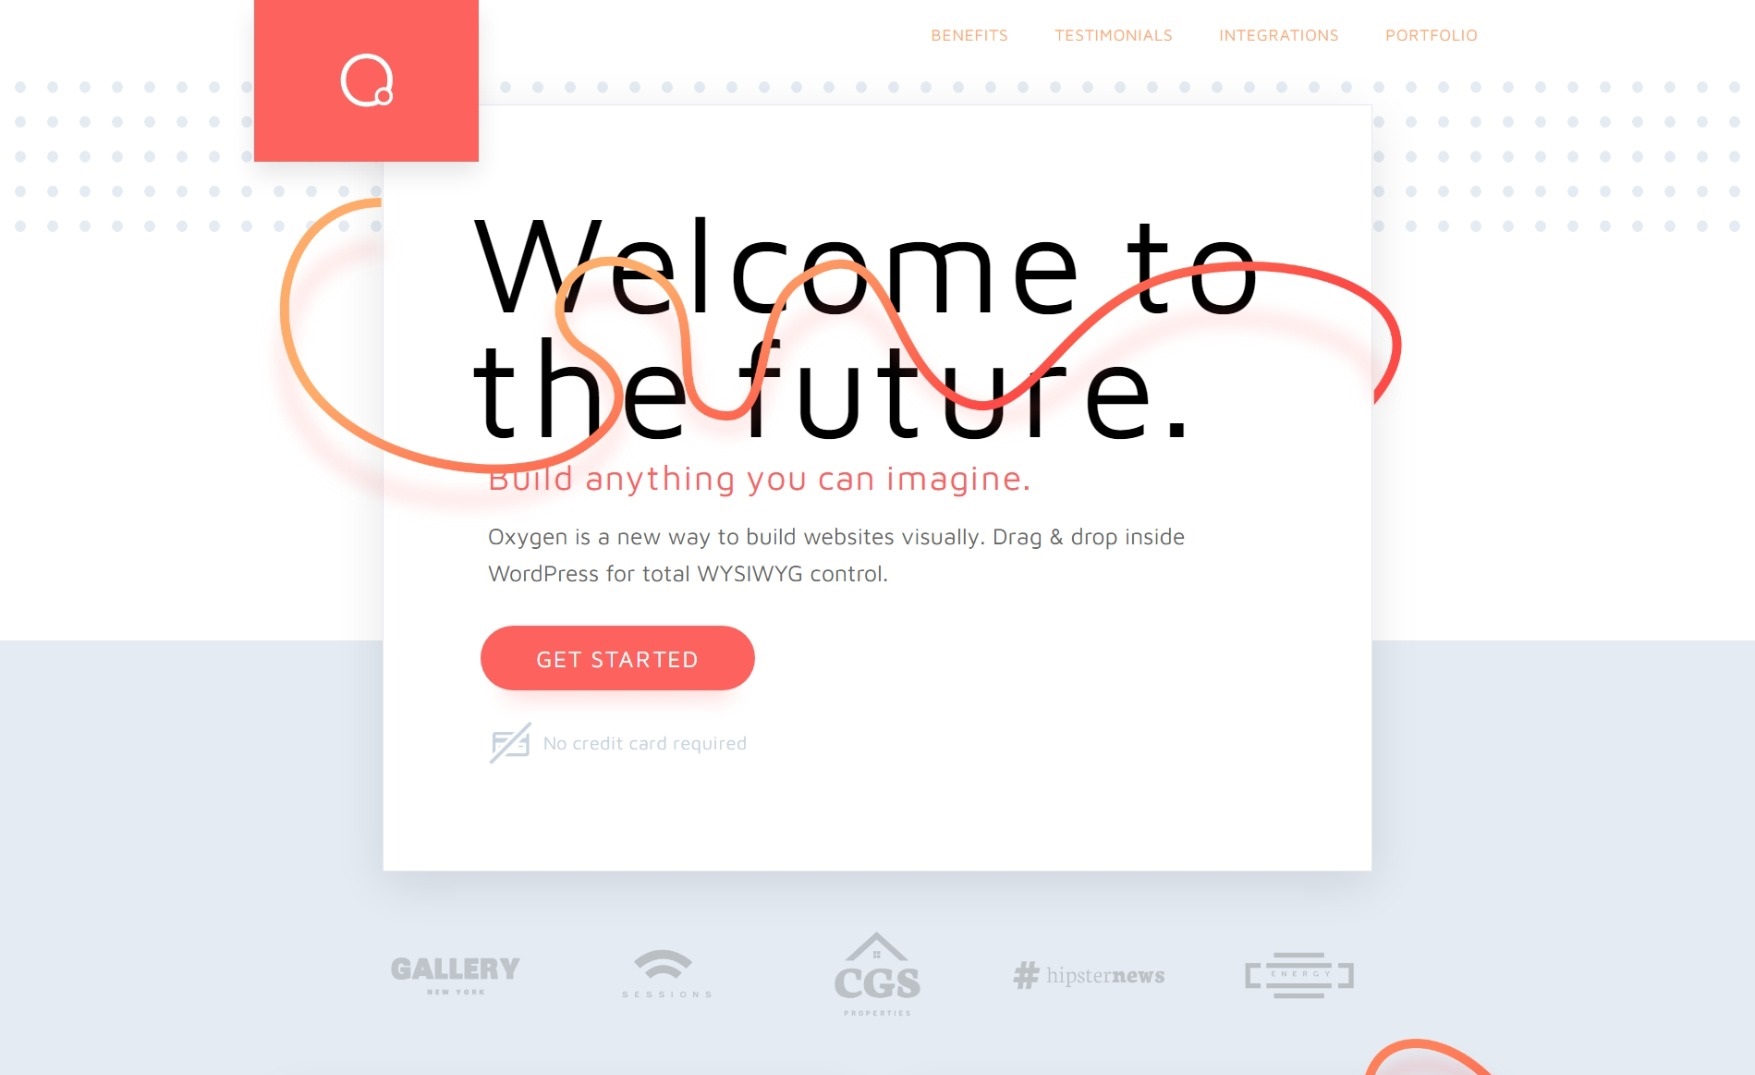 BENEFITS TESTIMONIALS INTEGRATIONS PORTFOLIO
Welcome to
the future.
Build anything you can imagine.
Oxygen is a new way to build websites visually. Drag & drop inside
WordPress for total WYSIWYG control.
GET STARTED
No credit card required
GALLERY
NEW YORK
SESSIONS
CGS
PROPERTIES
# hipsternews
ENERGY